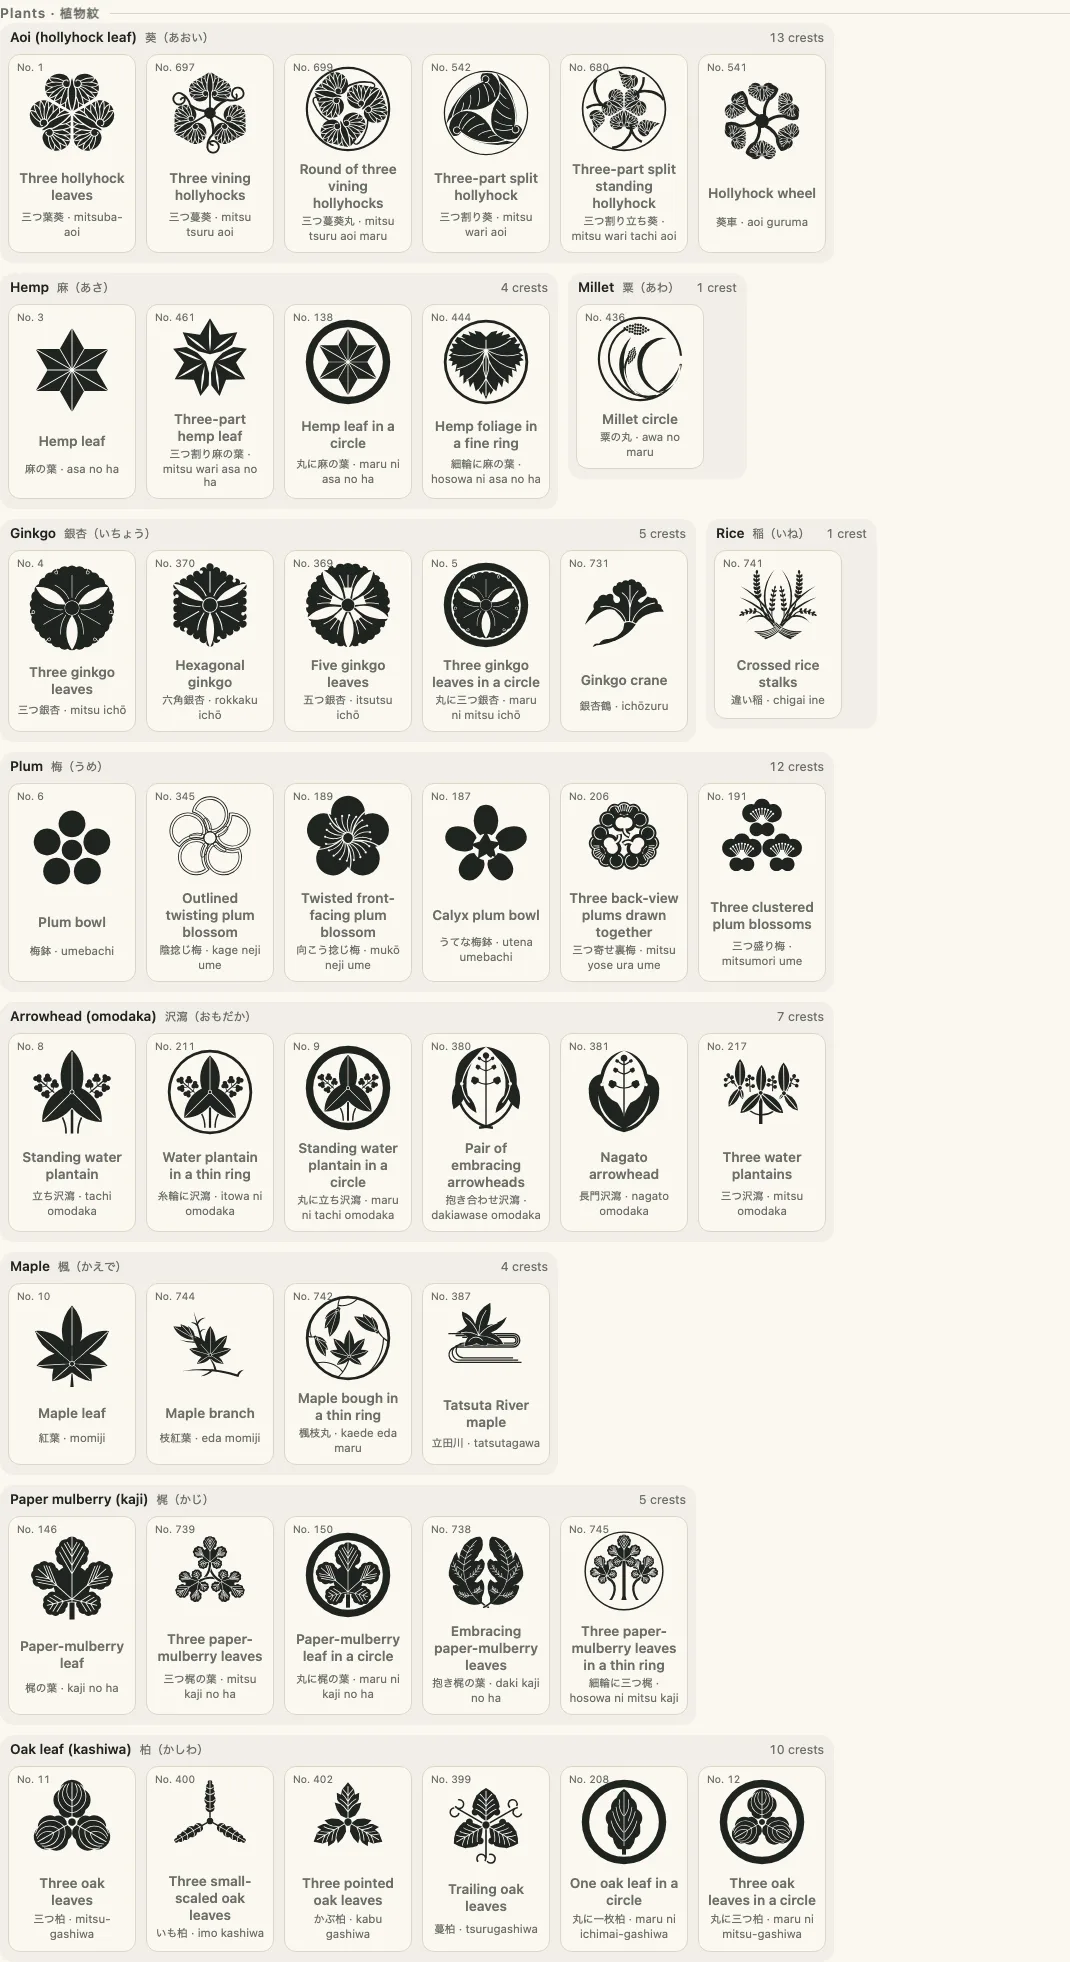 Plants · 植物紋
Aoi (hollyhock leaf) 葵（あおい） 13 crests
No. 1
Three hollyhock
leaves
三つ葉葵 · mitsuba-
aoi
No. 697
Three vining
hollyhocks
三つ蔓葵 · mitsu
tsuru aoi
No. 699
Round of three
vining
hollyhocks
三つ蔓葵丸 · mitsu
tsuru aoi maru
No. 542
Three-part split
hollyhock
三つ割り葵 · mitsu
wari aoi
No. 680
Three-part split
standing
hollyhock
三つ割り立ち葵 ·
mitsu wari tachi aoi
No. 541
Hollyhock wheel
葵車 · aoi guruma
Hemp 麻（あさ） 4 crests
No. 3
Hemp leaf
麻の葉 · asa no ha
No. 461
Three-part
hemp leaf
三つ割り麻の葉 ·
mitsu wari asa no
ha
No. 138
Hemp leaf in a
circle
丸に麻の葉 · maru ni
asa no ha
No. 444
Hemp foliage in
a fine ring
細輪に麻の葉 ·
hosowa ni asa no ha
Millet 粟（あわ） 1 crest
No. 436
Millet circle
粟の丸 · awa no
maru
Ginkgo 銀杏（いちょう） 5 crests
No. 4
Three ginkgo
leaves
三つ銀杏 · mitsu ichō
No. 370
Hexagonal
ginkgo
六角銀杏 · rokkaku
ichō
No. 369
Five ginkgo
leaves
五つ銀杏 · itsutsu
ichō
No. 5
Three ginkgo
leaves in a circle
丸に三つ銀杏 · maru
ni mitsu ichō
No. 731
Ginkgo crane
銀杏鶴 · ichōzuru
Rice 稲（いね） 1 crest
No. 741
Crossed rice
stalks
違い稲 · chigai ine
Plum 梅（うめ） 12 crests
No. 6
Plum bowl
梅鉢 · umebachi
No. 345
Outlined
twisting plum
blossom
陰捻じ梅 · kage neji
ume
No. 189
Twisted front-
facing plum
blossom
向こう捻じ梅 · mukō
neji ume
No. 187
Calyx plum bowl
うてな梅鉢 · utena
umebachi
No. 206
Three back-view
plums drawn
together
三つ寄せ裏梅 · mitsu
yose ura ume
No. 191
Three clustered
plum blossoms
三つ盛り梅 ·
mitsumori ume
Arrowhead (omodaka) 沢瀉（おもだか） 7 crests
No. 8
Standing water
plantain
立ち沢瀉 · tachi
omodaka
No. 211
Water plantain
in a thin ring
糸輪に沢瀉 · itowa ni
omodaka
No. 9
Standing water
plantain in a
circle
丸に立ち沢瀉 · maru
ni tachi omodaka
No. 380
Pair of
embracing
arrowheads
抱き合わせ沢瀉 ·
dakiawase omodaka
No. 381
Nagato
arrowhead
長門沢瀉 · nagato
omodaka
No. 217
Three water
plantains
三つ沢瀉 · mitsu
omodaka
Maple 楓（かえで） 4 crests
No. 10
Maple leaf
紅葉 · momiji
No. 744
Maple branch
枝紅葉 · eda momiji
No. 742
Maple bough in
a thin ring
楓枝丸 · kaede eda
maru
No. 387
Tatsuta River
maple
立田川 · tatsutagawa
Paper mulberry (kaji) 梶（かじ） 5 crests
No. 146
Paper-mulberry
leaf
梶の葉 · kaji no ha
No. 739
Three paper-
mulberry leaves
三つ梶の葉 · mitsu
kaji no ha
No. 150
Paper-mulberry
leaf in a circle
丸に梶の葉 · maru ni
kaji no ha
No. 738
Embracing
paper-mulberry
leaves
抱き梶の葉 · daki kaji
no ha
No. 745
Three paper-
mulberry leaves
in a thin ring
細輪に三つ梶 ·
hosowa ni mitsu kaji
Oak leaf (kashiwa) 柏（かしわ） 10 crests
No. 11
Three oak
leaves
三つ柏 · mitsu-
gashiwa
No. 400
Three small-
scaled oak
leaves
いも柏 · imo kashiwa
No. 402
Three pointed
oak leaves
かぶ柏 · kabu
gashiwa
No. 399
Trailing oak
leaves
蔓柏 · tsurugashiwa
No. 208
One oak leaf in a
circle
丸に一枚柏 · maru ni
ichimai-gashiwa
No. 12
Three oak
leaves in a circle
丸に三つ柏 · maru ni
mitsu-gashiwa